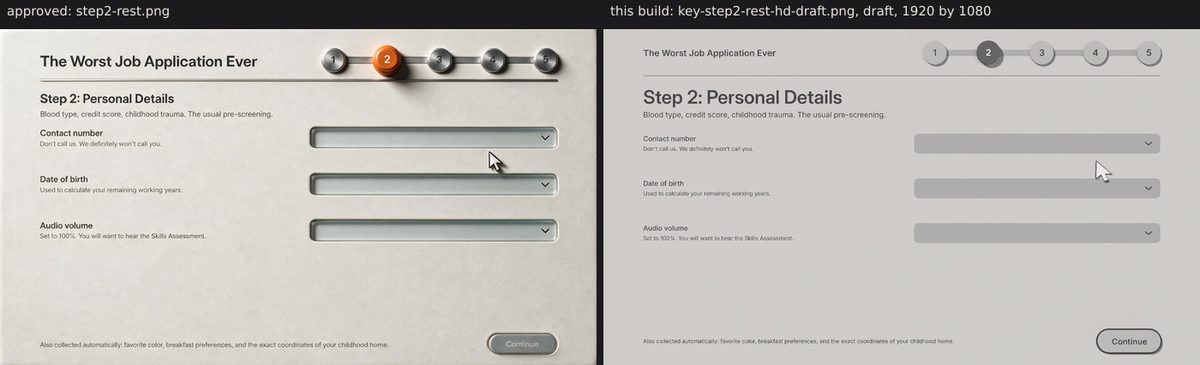 approved: step2-rest.png
The Worst Job Application Ever
1 2 3 4 5
Step 2: Personal Details
Blood type, credit score, childhood trauma. The usual pre-screening.
Contact number
Don't call us. We definitely won't call you.
Date of birth
Used to calculate your remaining working years.
Audio volume
Set to 100%. You will want to hear the Skills Assessment.
Also collected automatically: favorite color, breakfast preferences, and the exact coordinates of your childhood home.
Continue
this build: key-step2-rest-hd-draft.png, draft, 1920 by 1080
The Worst Job Application Ever
1 2 3 4 5
Step 2: Personal Details
Blood type, credit score, childhood trauma. The usual pre-screening.
Contact number
Don't call us. We definitely won't call you.
Date of birth
Used to calculate your remaining working years.
Audio volume
Set to 100%. You will want to hear the Skills Assessment.
Also collected automatically: favorite color, breakfast preferences, and the exact coordinates of your childhood home.
Continue